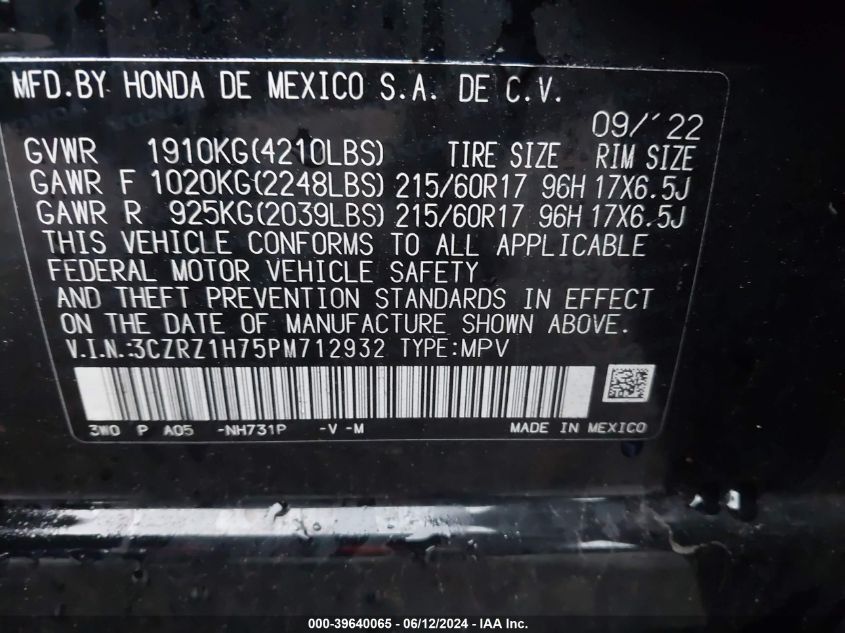 MFD.BY HONDA DE MEXICO S.A. DE C.V.
09/'22
GVWR 1910KG(4210LBS) TIRE SIZE RIM SIZE
GAWR F 1020KG(2248LBS) 215/60R17 96H 17X6.5J
GAWR R 925KG(2039LBS) 215/60R17 96H 17X6.5J
THIS VEHICLE CONFORMS TO ALL APPLICABLE
FEDERAL MOTOR VEHICLE SAFETY
AND THEFT PREVENTION STANDARDS IN EFFECT
ON THE DATE OF MANUFACTURE SHOWN ABOVE.
V.I.N.:3CZRZ1H75PM712932 TYPE:MPV
3W0 P A05 -NH731P -V -M MADE IN MEXICO
000-39640065 - 06/12/2024 - IAA Inc.